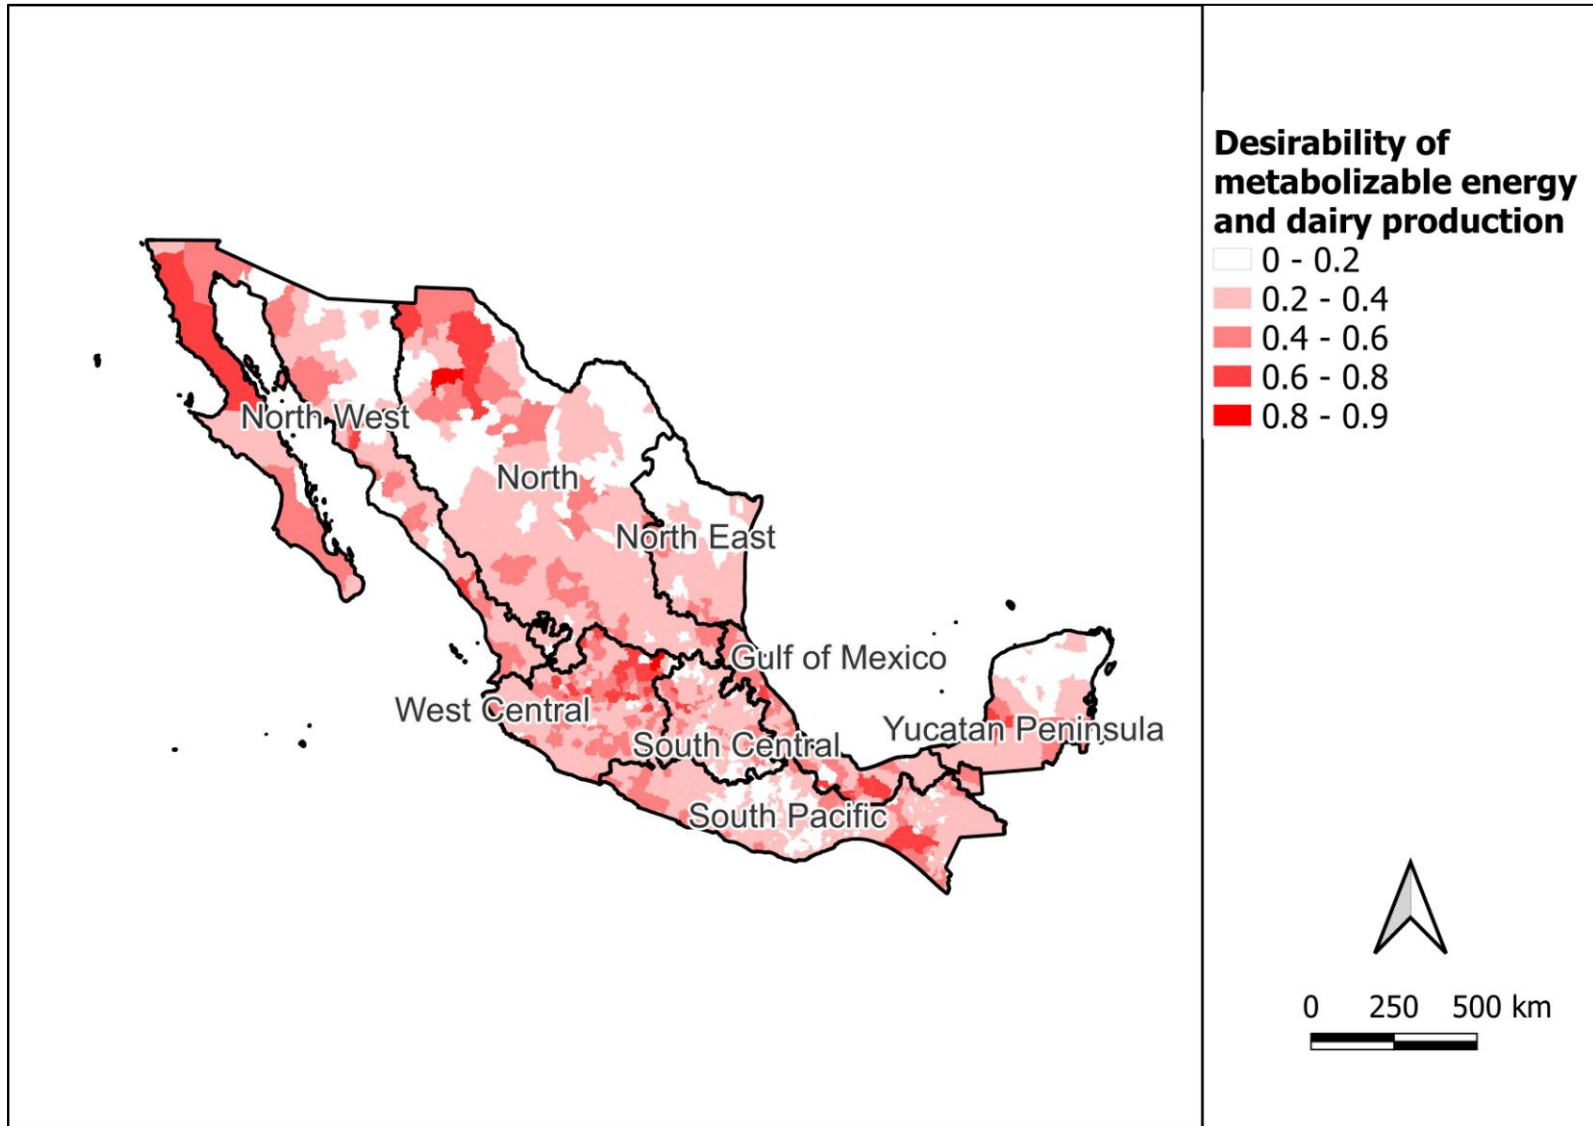 Desirability of
metabolizable energy
and dairy production
0 - 0.2
0.2 - 0.4
0.4 - 0.6
0.6 - 0.8
0.8 - 0.9
North West
North
North East
Gulf of Mexico
West Central
Yucatan Peninsula
South Central
South Pacific
0 250 500 km